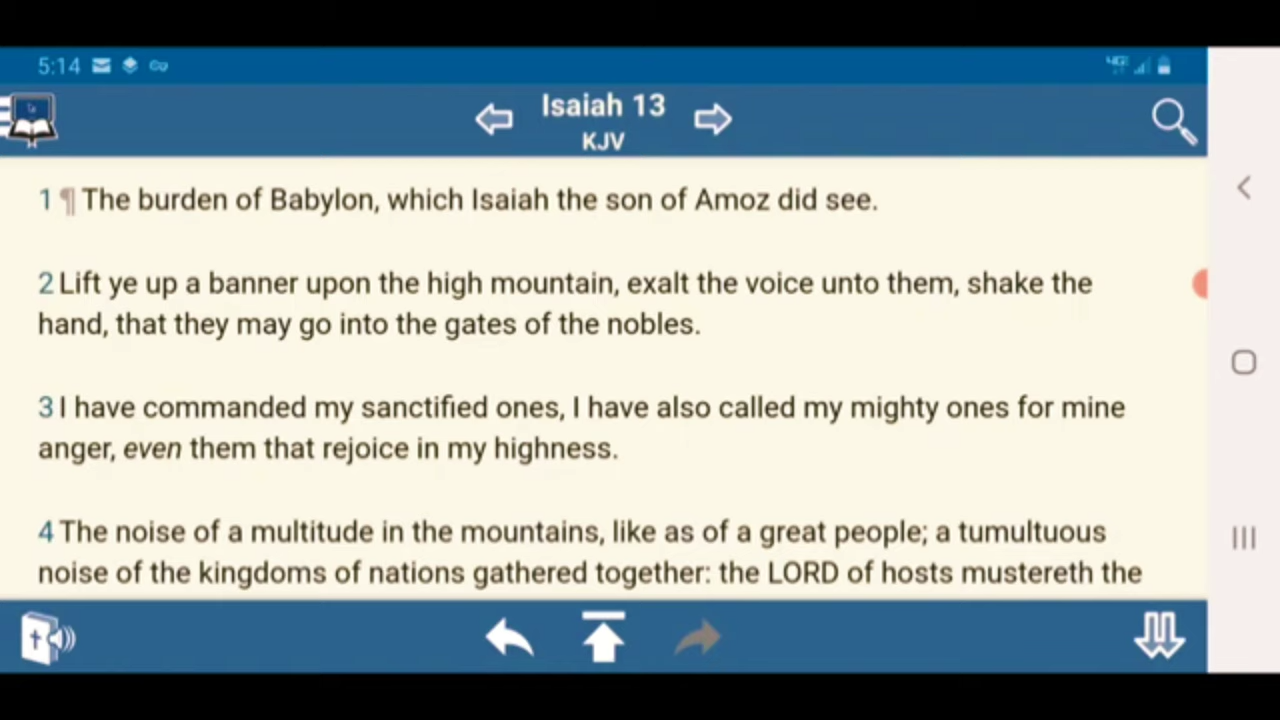 5:14
4G
Isaiah 13
KJV
1 ¶ The burden of Babylon, which Isaiah the son of Amoz did see.
2 Lift ye up a banner upon the high mountain, exalt the voice unto them, shake the
hand, that they may go into the gates of the nobles.
3 I have commanded my sanctified ones, I have also called my mighty ones for mine
anger, even them that rejoice in my highness.
4 The noise of a multitude in the mountains, like as of a great people; a tumultuous
noise of the kingdoms of nations gathered together: the LORD of hosts mustereth the